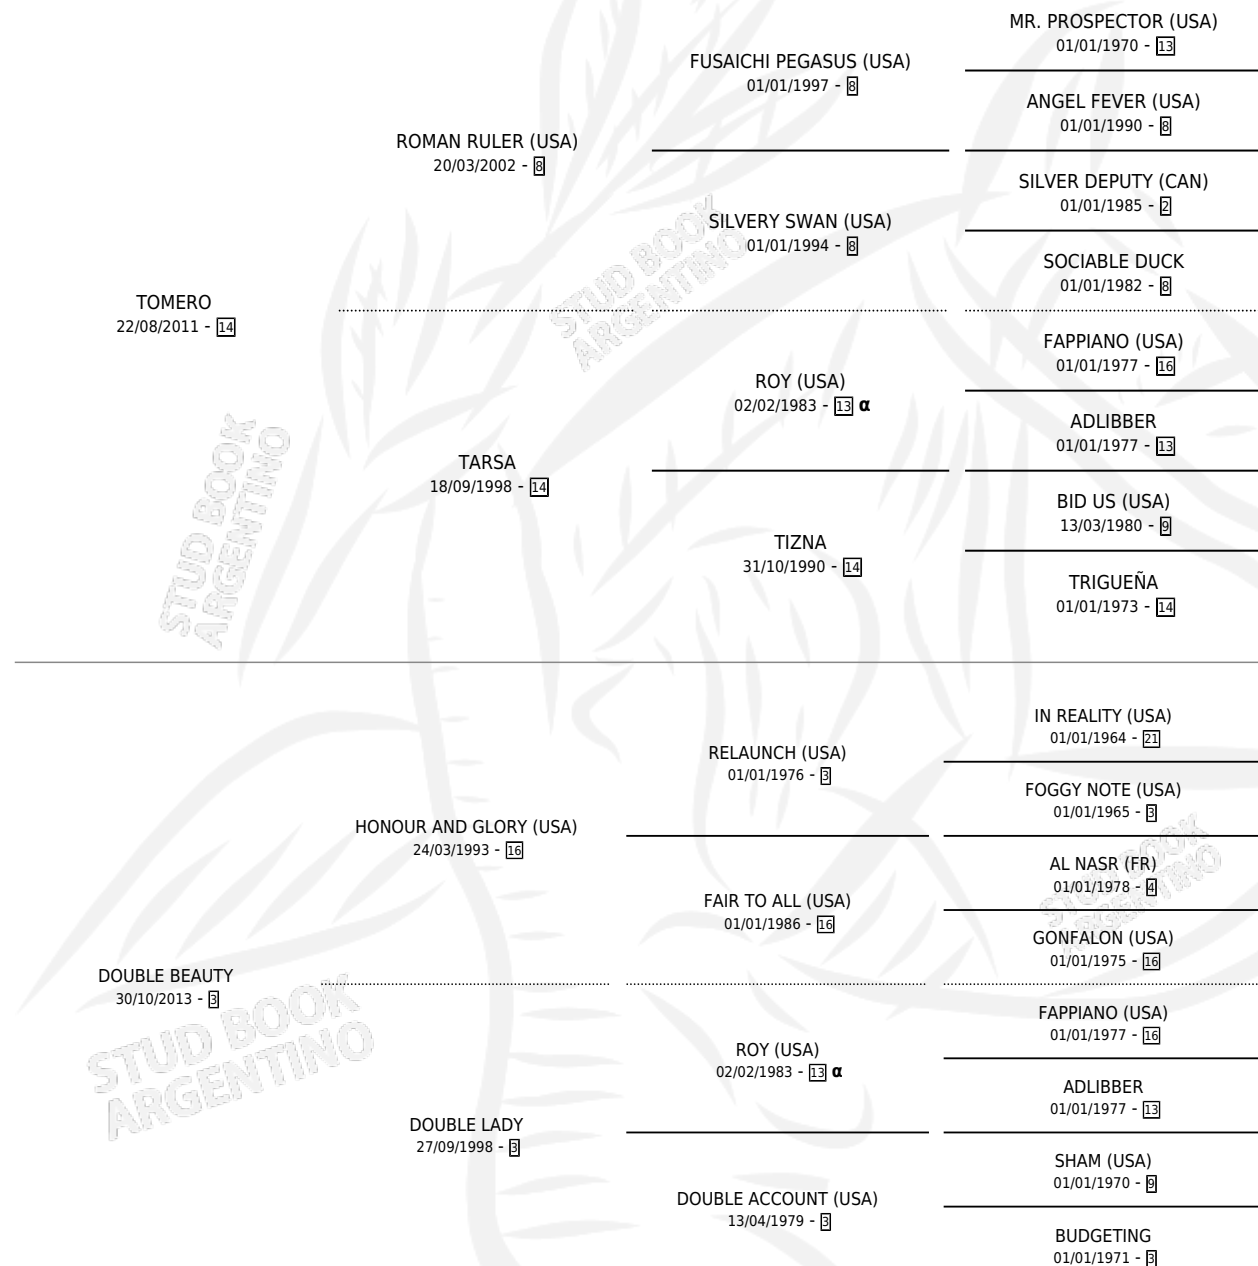 MR. PROSPECTOR (USA)
01/01/1970 - 13
FUSAICHI PEGASUS (USA)
01/01/1997 - 8
ANGEL FEVER (USA)
01/01/1990 - 8
ROMAN RULER (USA)
20/03/2002 - 8
SILVER DEPUTY (CAN)
01/01/1985 - 2
SILVERY SWAN (USA)
01/01/1994 - 8
SOCIABLE DUCK
01/01/1982 - 8
STUD BOOK
ARGENTINO
TOMERO
22/08/2011 - 14
FAPPIANO (USA)
01/01/1977 - 16
ROY (USA)
02/02/1983 - 13 α
ADLIBBER
01/01/1977 - 13
TARSA
18/09/1998 - 14
BID US (USA)
13/03/1980 - 9
TIZNA
31/10/1990 - 14
TRIGUEÑA
01/01/1973 - 14
STUD BOOK
ARGENTINO
IN REALITY (USA)
01/01/1964 - 21
RELAUNCH (USA)
01/01/1976 - 3
FOGGY NOTE (USA)
01/01/1965 - 3
HONOUR AND GLORY (USA)
24/03/1993 - 16
AL NASR (FR)
01/01/1978 - 4
FAIR TO ALL (USA)
01/01/1986 - 16
GONFALON (USA)
01/01/1975 - 16
STUD BOOK
ARGENTINO
DOUBLE BEAUTY
30/10/2013 - 3
FAPPIANO (USA)
01/01/1977 - 16
ROY (USA)
02/02/1983 - 13 α
ADLIBBER
01/01/1977 - 13
STUD BOOK
ARGENTINO
DOUBLE LADY
27/09/1998 - 3
SHAM (USA)
01/01/1970 - 9
DOUBLE ACCOUNT (USA)
13/04/1979 - 3
BUDGETING
01/01/1971 - 3